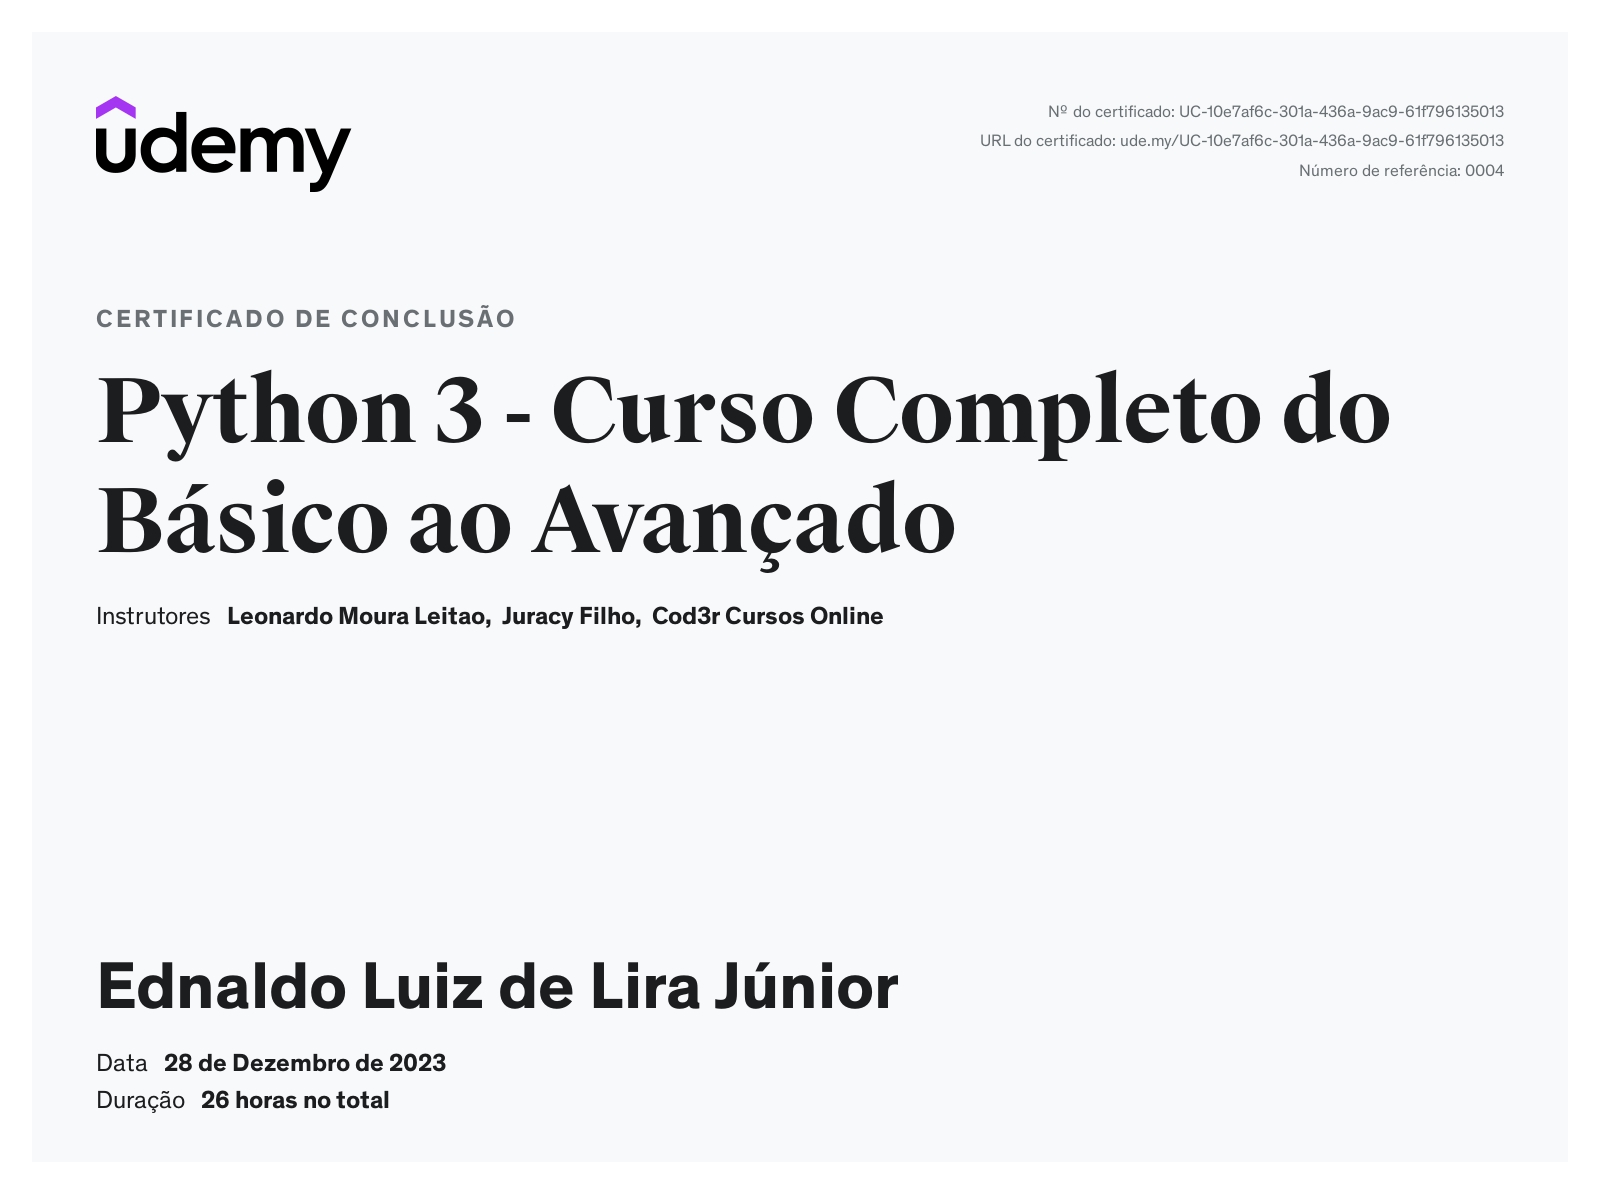 udemy
Nº do certificado: UC-10e7af6c-301a-436a-9ac9-61f796135013
URL do certificado: ude.my/UC-10e7af6c-301a-436a-9ac9-61f796135013
Número de referência: 0004
CERTIFICADO DE CONCLUSÃO
Python 3 - Curso Completo do
Básico ao Avançado
Instrutores Leonardo Moura Leitao, Juracy Filho, Cod3r Cursos Online
Ednaldo Luiz de Lira Júnior
Data 28 de Dezembro de 2023
Duração 26 horas no total